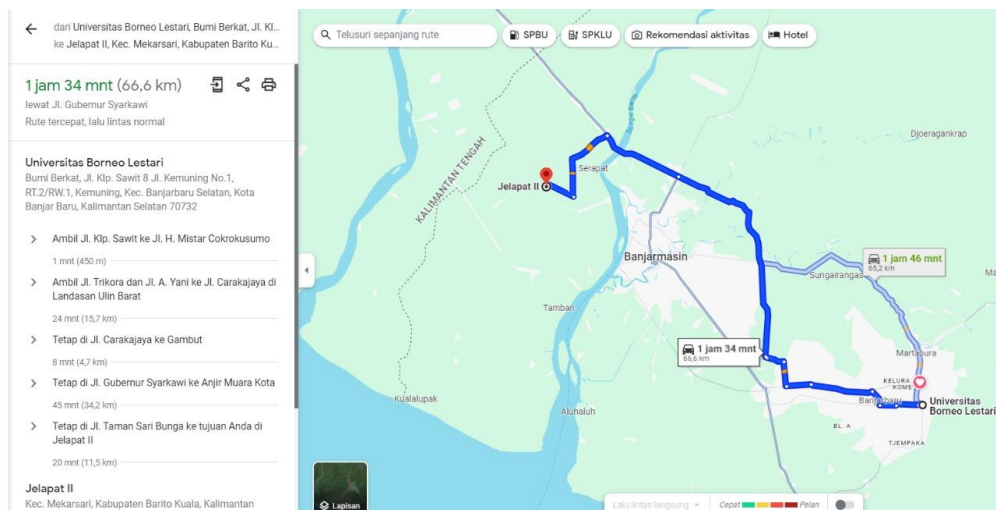 dari Universitas Borneo Lestari, Bumi Berkat, Jl. Kl...
ke Jelapat II, Kec. Mekarsari, Kabupaten Barito Ku...
1 jam 34 mnt (66,6 km)
lewat Jl. Gubernur Syarkawi
Rute tercepat, lalu lintas normal
Universitas Borneo Lestari
Bumi Berkat, Jl. Klp. Sawit 8 Jl. Kemuning No.1,
RT.2/RW.1, Kemuning, Kec. Banjarbaru Selatan, Kota
Banjar Baru, Kalimantan Selatan 70732
Ambil Jl. Klp. Sawit ke Jl. H. Mistar Cokrokusumo
1 mnt (450 m)
Ambil Jl. Trikora dan Jl. A. Yani ke Jl. Carakajaya di
Landasan Ulin Barat
24 mnt (15,7 km)
Tetap di Jl. Carakajaya ke Gambut
8 mnt (4,7 km)
Tetap di Jl. Gubernur Syarkawi ke Anjir Muara Kota
45 mnt (34,2 km)
Tetap di Jl. Taman Sari Bunga ke tujuan Anda di
Jelapat II
20 mnt (11,5 km)
Jelapat II
Kec. Mekarsari, Kabupaten Barito Kuala, Kalimantan
Telusuri sepanjang rute
SPBU
SPKLU
Rekomendasi aktivitas
Hotel
Djoeragankrap
KALIMANTAN TENGAH
Serapat
Jelapat II
Banjarmasin
1 jam 46 mnt
65,2 km
Sungairangas
Ma
Tamban
1 jam 34 mnt
66,6 km
Martapura
KELURA
KOME
Kualalupak
Aluhaluh
Banjarbaru
Universitas
Borneo Lestari
BL. A
TJEMPAKA
Lapisan
Lalu lintas langsung
Cepat
Pelan